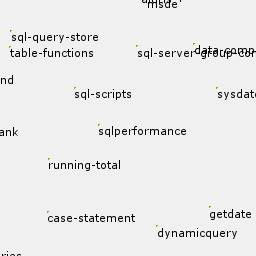 msde
sql-query-store
table-functions
sql-server-group-con
data-comp
nd
sql-scripts
sysdate
ank
sqlperformance
running-total
case-statement
getdate
dynamicquery
ries